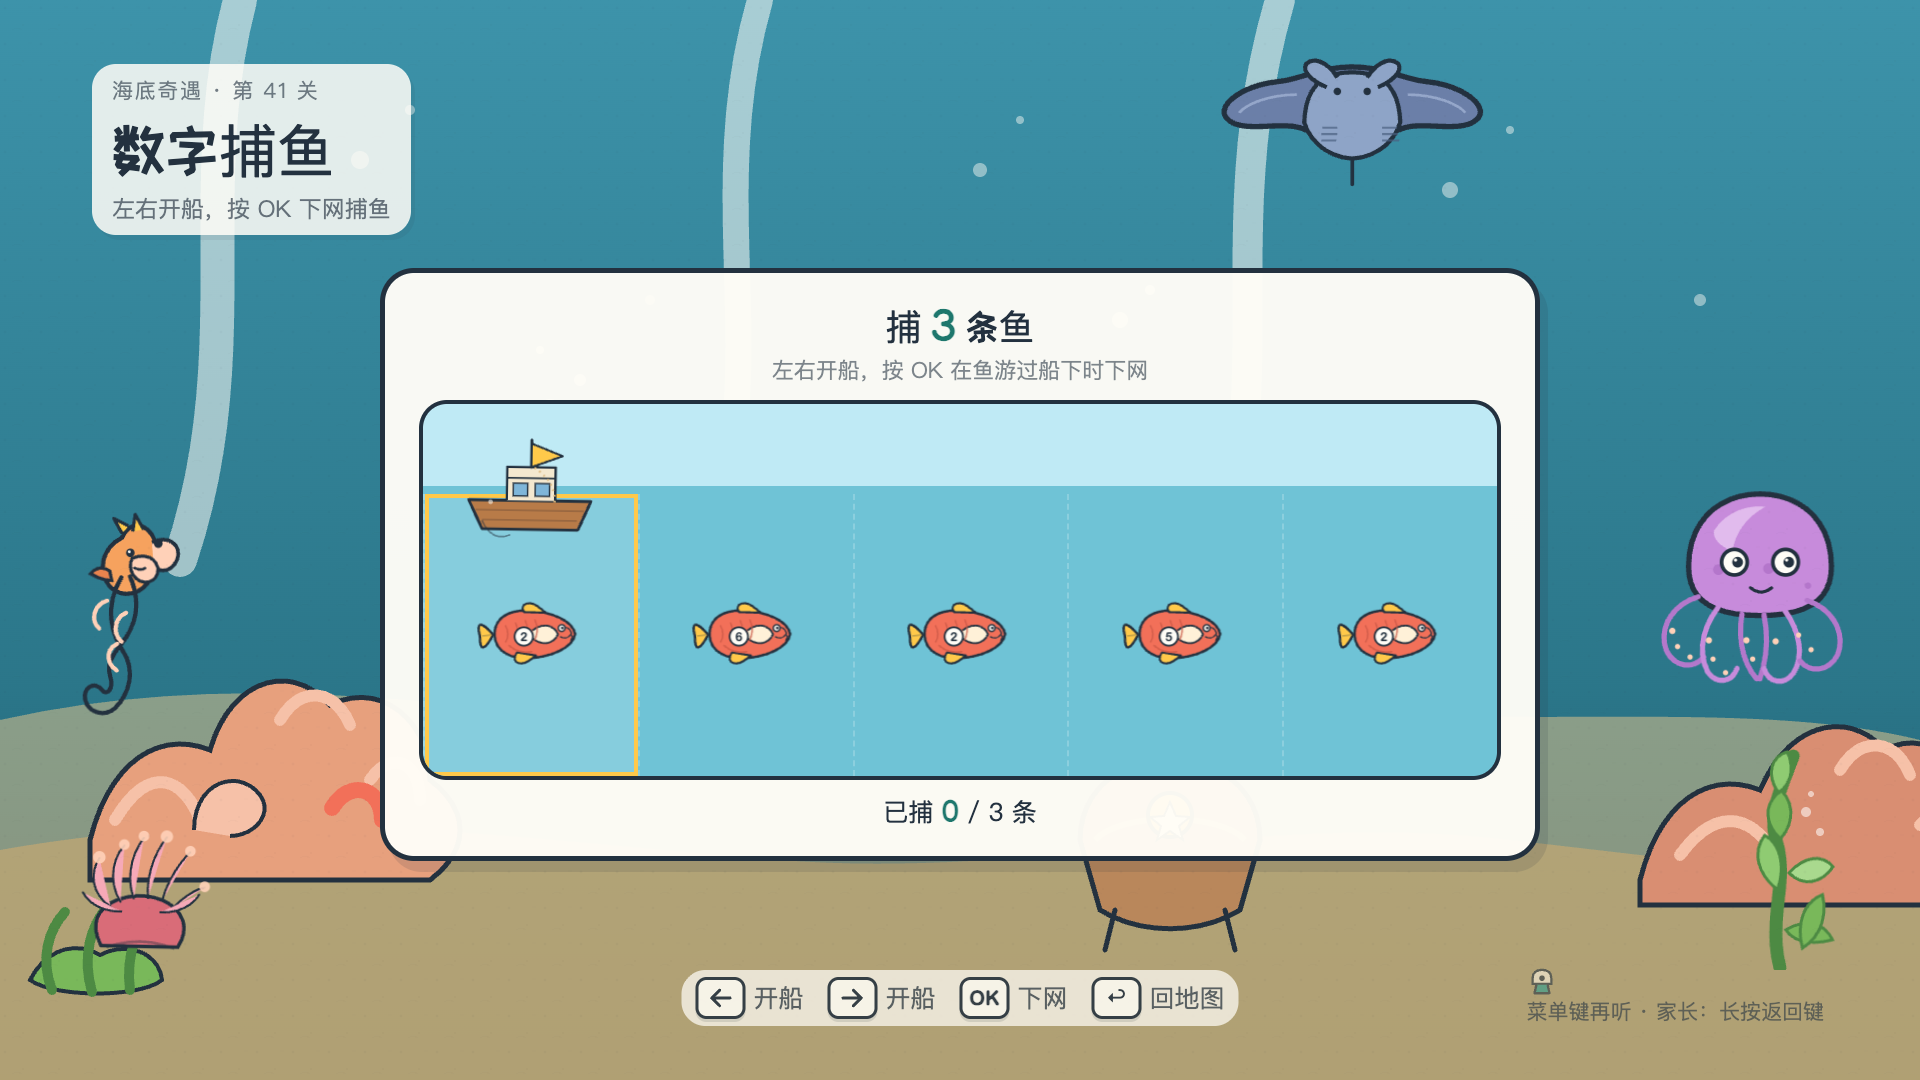 海底奇遇 · 第 41 关
数字捕鱼
左右开船，按 OK 下网捕鱼
捕 3 条鱼
左右开船，按 OK 在鱼游过船下时下网
2
6
2
5
2
已捕 0 / 3 条
← 开船 → 开船 OK 下网 回地图
菜单键再听 · 家长：长按返回键